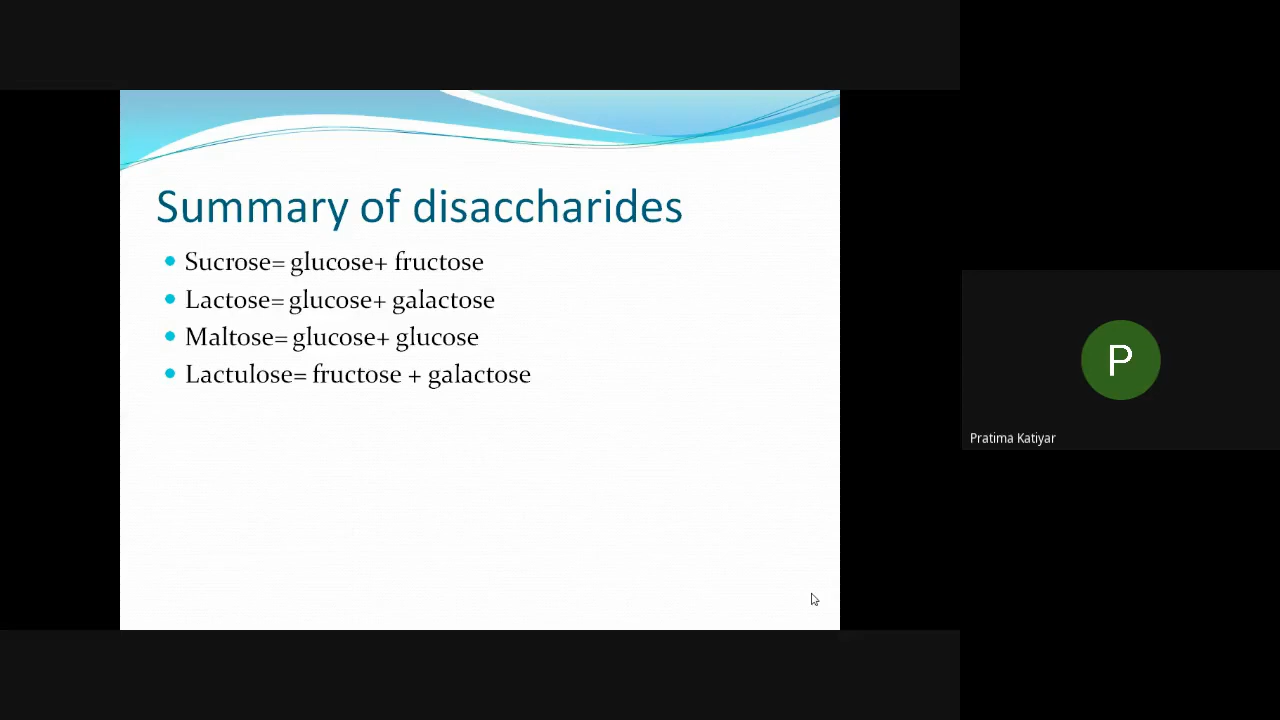 Summary of disaccharides
Sucrose= glucose+ fructose
Lactose= glucose+ galactose
Maltose= glucose+ glucose
Lactulose= fructose + galactose
P
Pratima Katiyar